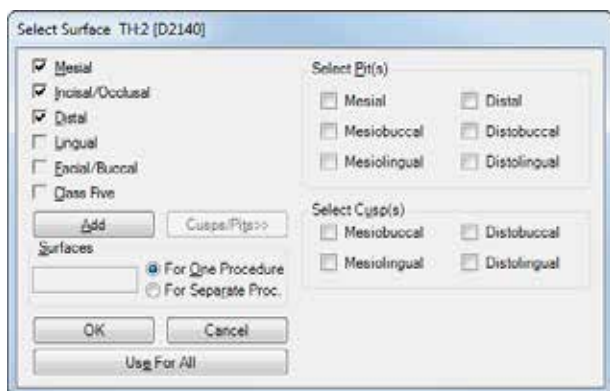 Select Surface TH:2 [D2140]
Mesial
Incisal/Occlusal
Distal
Lingual
Facial/Buccal
Class Five
Add
Cusps/Pits>>
Surfaces
For One Procedure
For Separate Proc.
OK
Cancel
Use For All
Select Pit(s)
Mesial
Distal
Mesiobuccal
Distobuccal
Mesiolingual
Distolingual
Select Cusp(s)
Mesiobuccal
Distobuccal
Mesiolingual
Distolingual